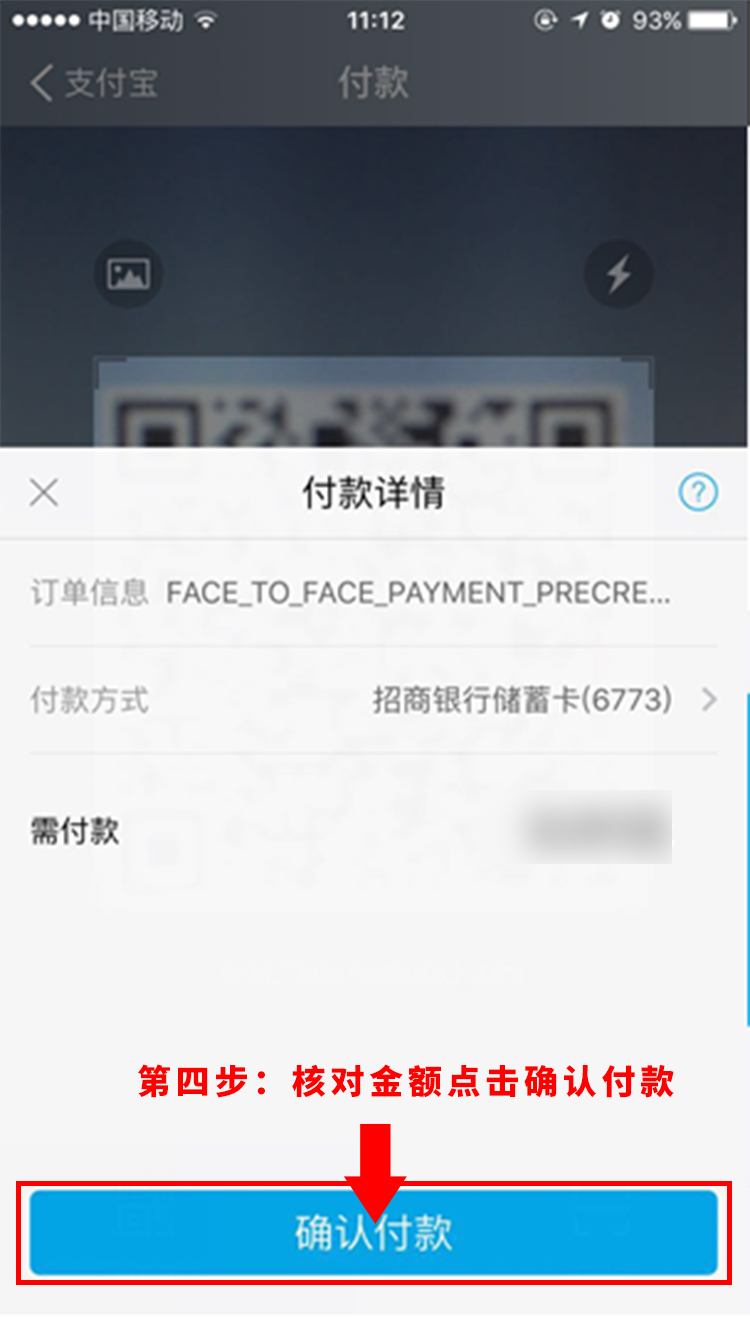 中国移动 11:12 93%
支付宝 付款
付款详情
订单信息 FACE_TO_FACE_PAYMENT_PRECRE...
付款方式 招商银行储蓄卡(6773)
需付款
第四步：核对金额点击确认付款
确认付款